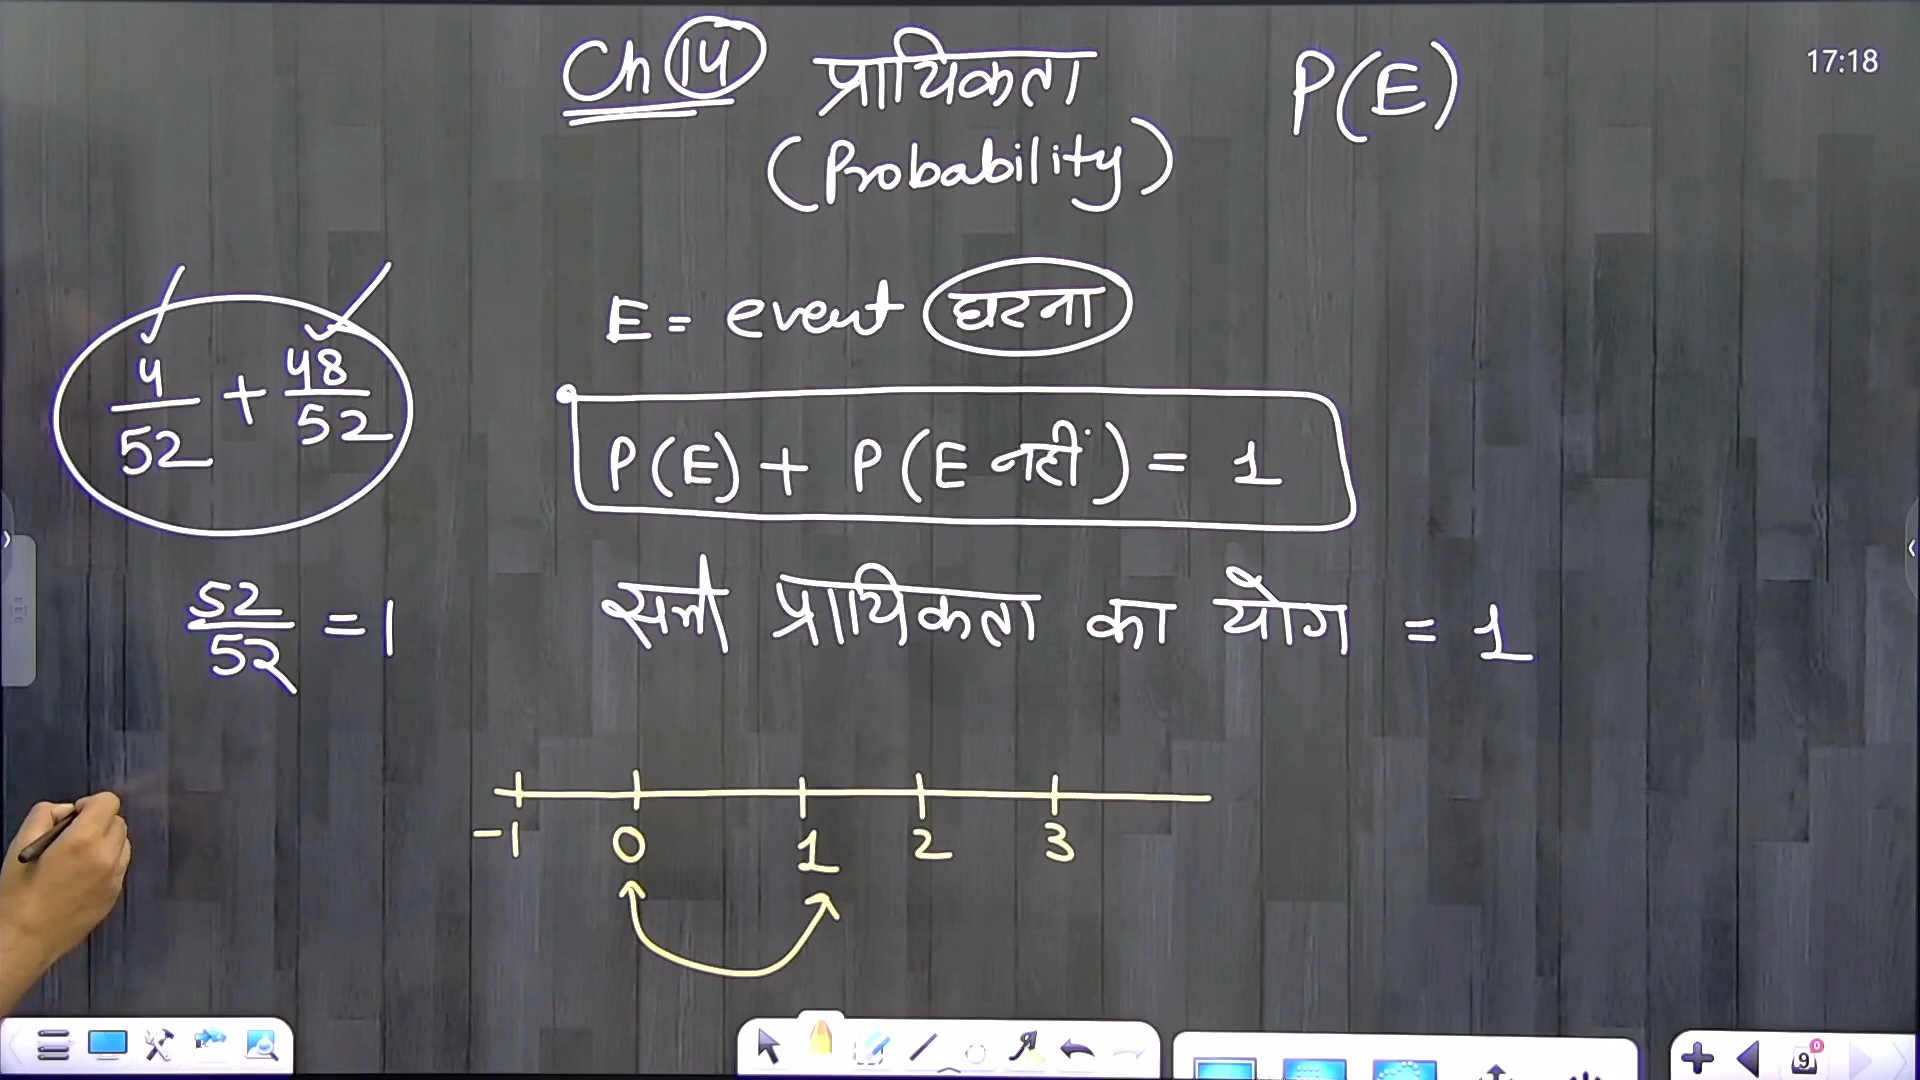 Ch 14 प्रायिकता P(E)
17:18
(Probability)
E = event घटना
4/52 + 48/52
P(E) + P(E नहीं) = 1
52/52 = 1
सभी प्रायिकता का योग = 1
-1 0 1 2 3
9